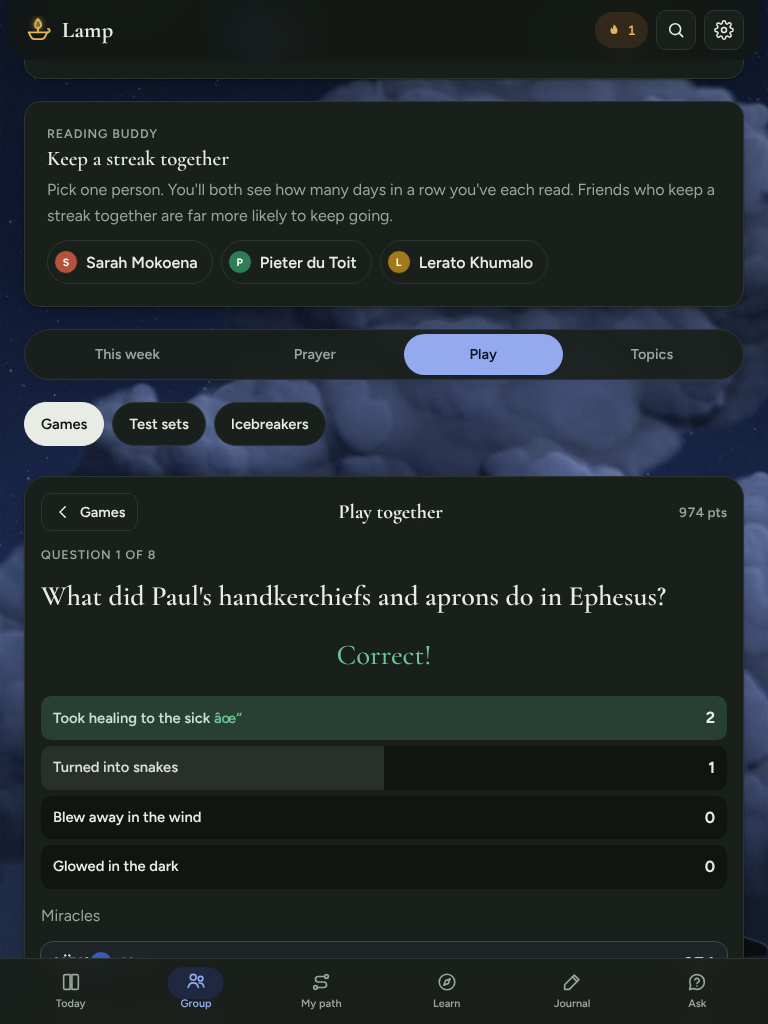 Lamp
1
READING BUDDY
Keep a streak together
Pick one person. You'll both see how many days in a row you've each read. Friends who keep a
streak together are far more likely to keep going.
S Sarah Mokoena
P Pieter du Toit
L Lerato Khumalo
This week
Prayer
Play
Topics
Games
Test sets
Icebreakers
Games
Play together
974 pts
QUESTION 1 OF 8
What did Paul's handkerchiefs and aprons do in Ephesus?
Correct!
Took healing to the sick âœ“ 2
Turned into snakes 1
Blew away in the wind 0
Glowed in the dark 0
Miracles
Today
Group
My path
Learn
Journal
Ask